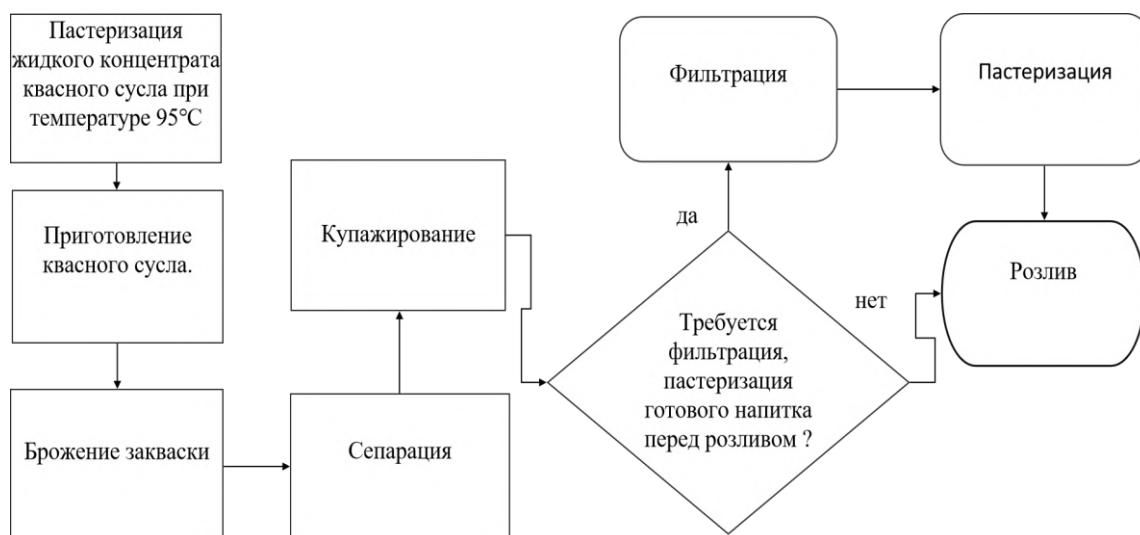 Пастеризация
жидкого концентрата
квасного сусла при
температуре 95℃
Приготовление
квасного сусла.
Брожение закваски
Сепарация
Купажирование
Требуется
фильтрация,
пастеризация
готового напитка
перед розливом ?
да
нет
Фильтрация
Пастеризация
Розлив